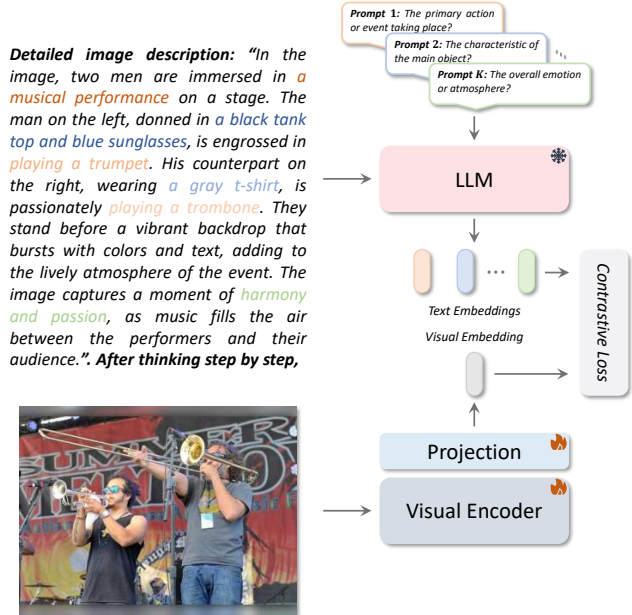 Detailed image description: “In the
image, two men are immersed in a
musical performance on a stage. The
man on the left, donned in a black tank
top and blue sunglasses, is engrossed in
playing a trumpet. His counterpart on
the right, wearing a gray t-shirt, is
passionately playing a trombone. They
stand before a vibrant backdrop that
bursts with colors and text, adding to
the lively atmosphere of the event. The
image captures a moment of harmony
and passion, as music fills the air
between the performers and their
audience.”. After thinking step by step,
Prompt 1: The primary action
or event taking place?
Prompt 2: The characteristic of
the main object?
Prompt K: The overall emotion
or atmosphere?
LLM
Text Embeddings
Visual Embedding
Contrastive Loss
Projection
Visual Encoder
SUMMER